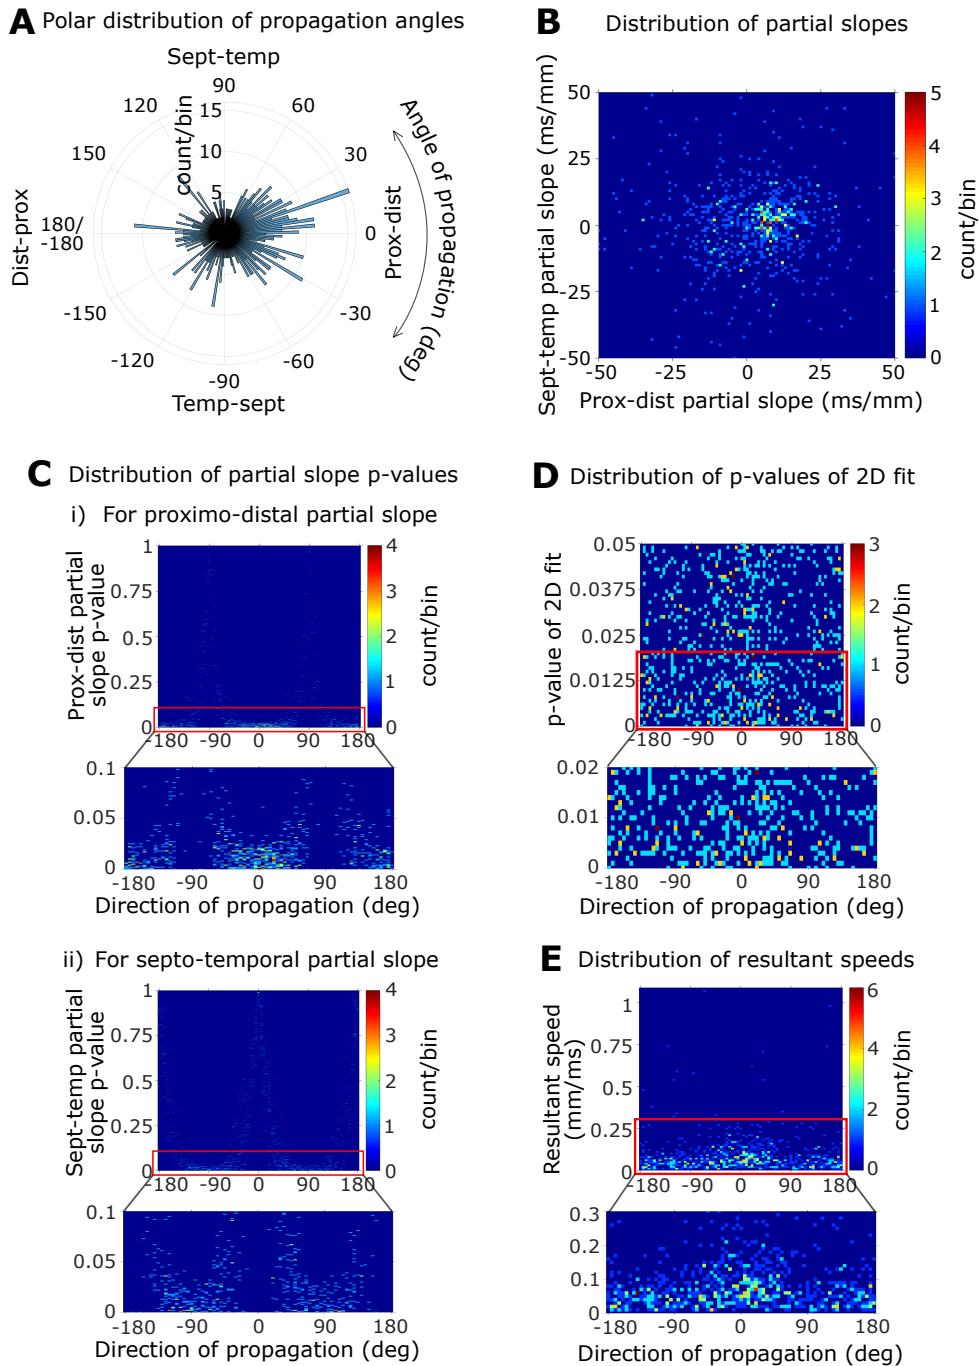 A Polar distribution of propagation angles
Sept-temp
90
120
60
150
30
180/
-180
0
-150
-30
-120
-60
-90
15
10
5
count/bin
Dist-prox
Prox-dist
Angle of propagation (deg)
Temp-sept
B Distribution of partial slopes
Sept-temp partial slope (ms/mm)
50
25
0
-25
-50
-50 -25 0 25 50
Prox-dist partial slope (ms/mm)
5
4
3
2
1
0
count/bin
C Distribution of partial slope p-values
i) For proximo-distal partial slope
Prox-dist partial
slope p-value
1
0.75
0.5
0.25
0
-180 -90 0 90 180
4
3
2
1
0
count/bin
0.1
0.05
0
-180 -90 0 90 180
Direction of propagation (deg)
ii) For septo-temporal partial slope
Sept-temp partial
slope p-value
1
0.75
0.5
0.25
0
-180 -90 0 90 180
4
3
2
1
0
count/bin
0.1
0.05
0
-180 -90 0 90 180
Direction of propagation (deg)
D Distribution of p-values of 2D fit
p-value of 2D fit
0.05
0.0375
0.025
0.0125
0
-180 -90 0 90 180
3
2
1
0
count/bin
0.02
0.01
0
-180 -90 0 90 180
Direction of propagation (deg)
E Distribution of resultant speeds
Resultant speed
(mm/ms)
1
0.75
0.5
0.25
0
-180 -90 0 90 180
6
4
2
0
count/bin
0.3
0.2
0.1
0
-180 -90 0 90 180
Direction of propagation (deg)